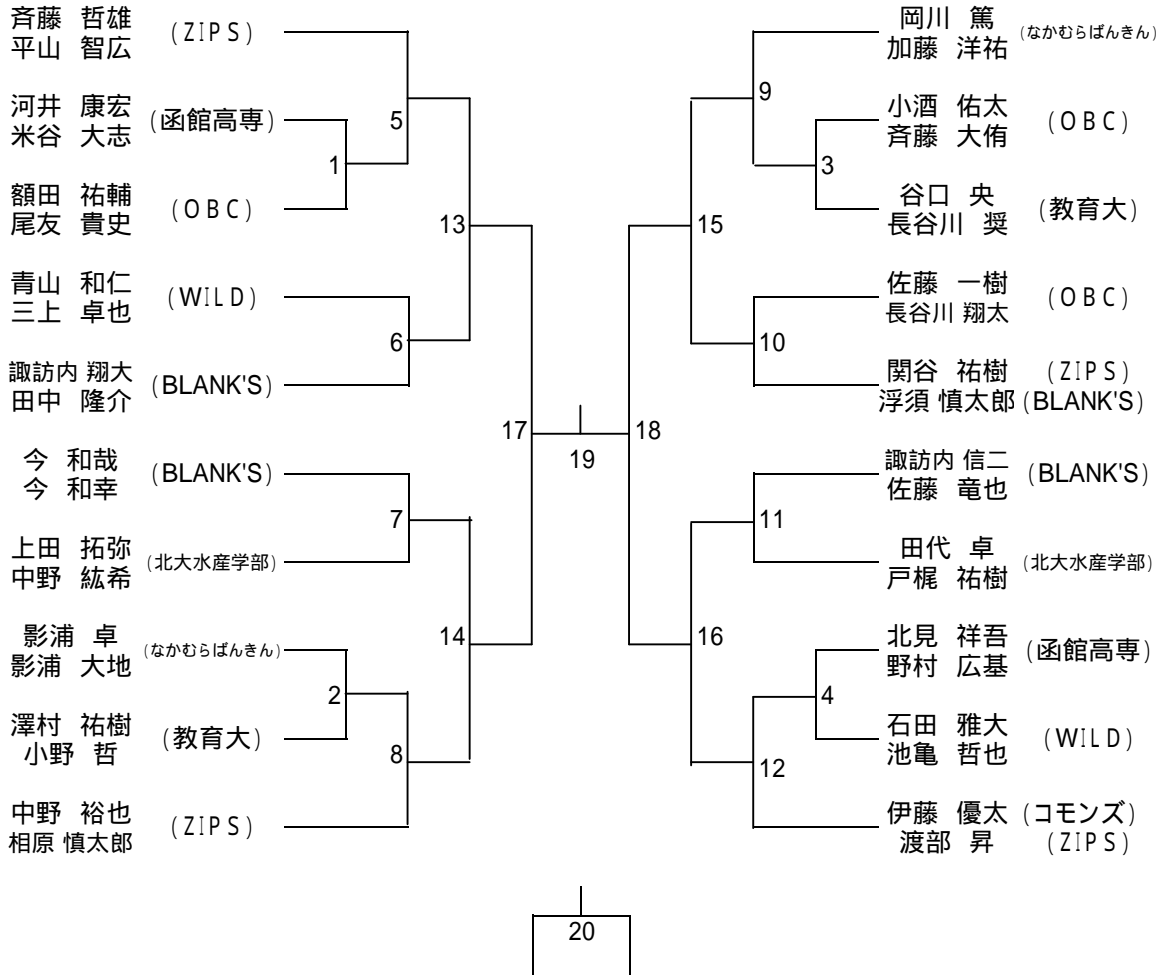 斉藤 哲雄
平山 智広
(ZIPS)
河井 康宏
米谷 大志
(函館高専)
額田 祐輔
尾友 貴史
(OBC)
青山 和仁
三上 卓也
(WILD)
諏訪内 翔大
田中 隆介
(BLANK'S)
今 和哉
今 和幸
(BLANK'S)
上田 拓弥
中野 紘希
(北大水産学部)
影浦 卓
影浦 大地
(なかむらばんきん)
澤村 祐樹
小野 哲
(教育大)
中野 裕也
相原 慎太郎
(ZIPS)
1
5
13
6
17
7
14
2
8
19
岡川 篤
加藤 洋祐
(なかむらばんきん)
小酒 佑太
斉藤 大侑
(OBC)
谷口 央
長谷川 奨
(教育大)
佐藤 一樹
長谷川 翔太
(OBC)
関谷 祐樹 (ZIPS)
浮須 慎太郎 (BLANK'S)
諏訪内 信二
佐藤 竜也
(BLANK'S)
田代 卓
戸梶 祐樹
(北大水産学部)
北見 祥吾
野村 広基
(函館高専)
石田 雅大
池亀 哲也
(WILD)
伊藤 優太 (コモンズ)
渡部 昇 (ZIPS)
9
3
15
10
18
11
16
4
12
20